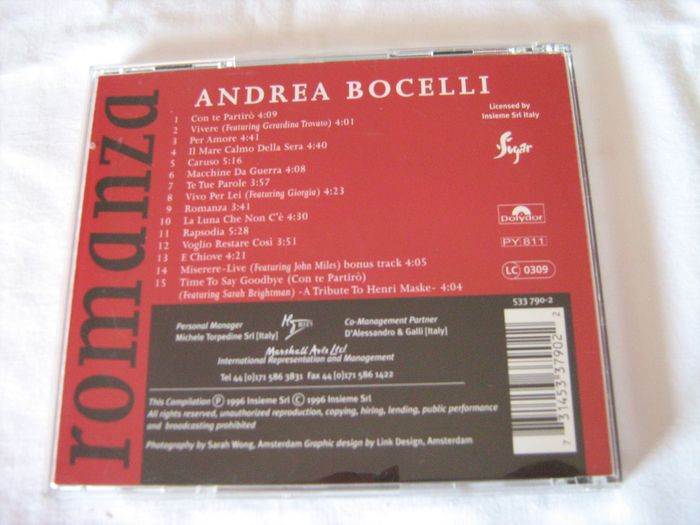 romanza
ANDREA BOCELLI
1 Con te Partirò 4:09
2 Vivere (Featuring Gerardina Trovato) 4:01
3 Per Amore 4:41
4 Il Mare Calmo Della Sera 4:40
5 Caruso 5:16
6 Macchine Da Guerra 4:08
7 Te Tue Parole 3:57
8 Vivo Per Lei (Featuring Giorgia) 4:23
9 Romanza 3:41
10 La Luna Che Non C'è 4:30
11 Rapsodia 5:28
12 Voglio Restare Così 3:51
13 E Chiove 4:21
14 Miserere-Live (Featuring John Miles) bonus track 4:05
15 Time To Say Goodbye (Con te Partirò)
(Featuring Sarah Brightman) -A Tribute To Henri Maske- 4:04
Licensed by
Insieme Srl Italy
Sugar
Polydor
PY 811
LC 0309
533 790-2
Personal Manager
Michele Torpedine Srl [Italy]
Co-Management Partner
D'Alessandro & Galli [Italy]
Marshall Arts Ltd
International Representation and Management
Tel 44 [0]171 586 3831 Fax 44 [0]171 586 1422
This Compilation ℗ 1996 Insieme Srl © 1996 Insieme Srl
All rights reserved, unauthorized reproduction, copying, hiring, lending, public performance
and broadcasting prohibited
Photography by Sarah Wong, Amsterdam Graphic design by Link Design, Amsterdam
7 31453 37902 2